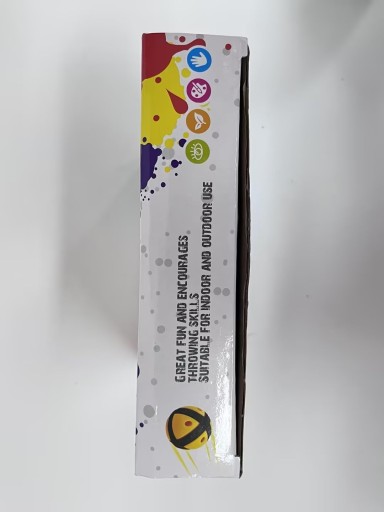 GREAT FUN AND ENCOURAGES
THROWING SKILLS
SUITABLE FOR INDOOR AND OUTDOOR USE